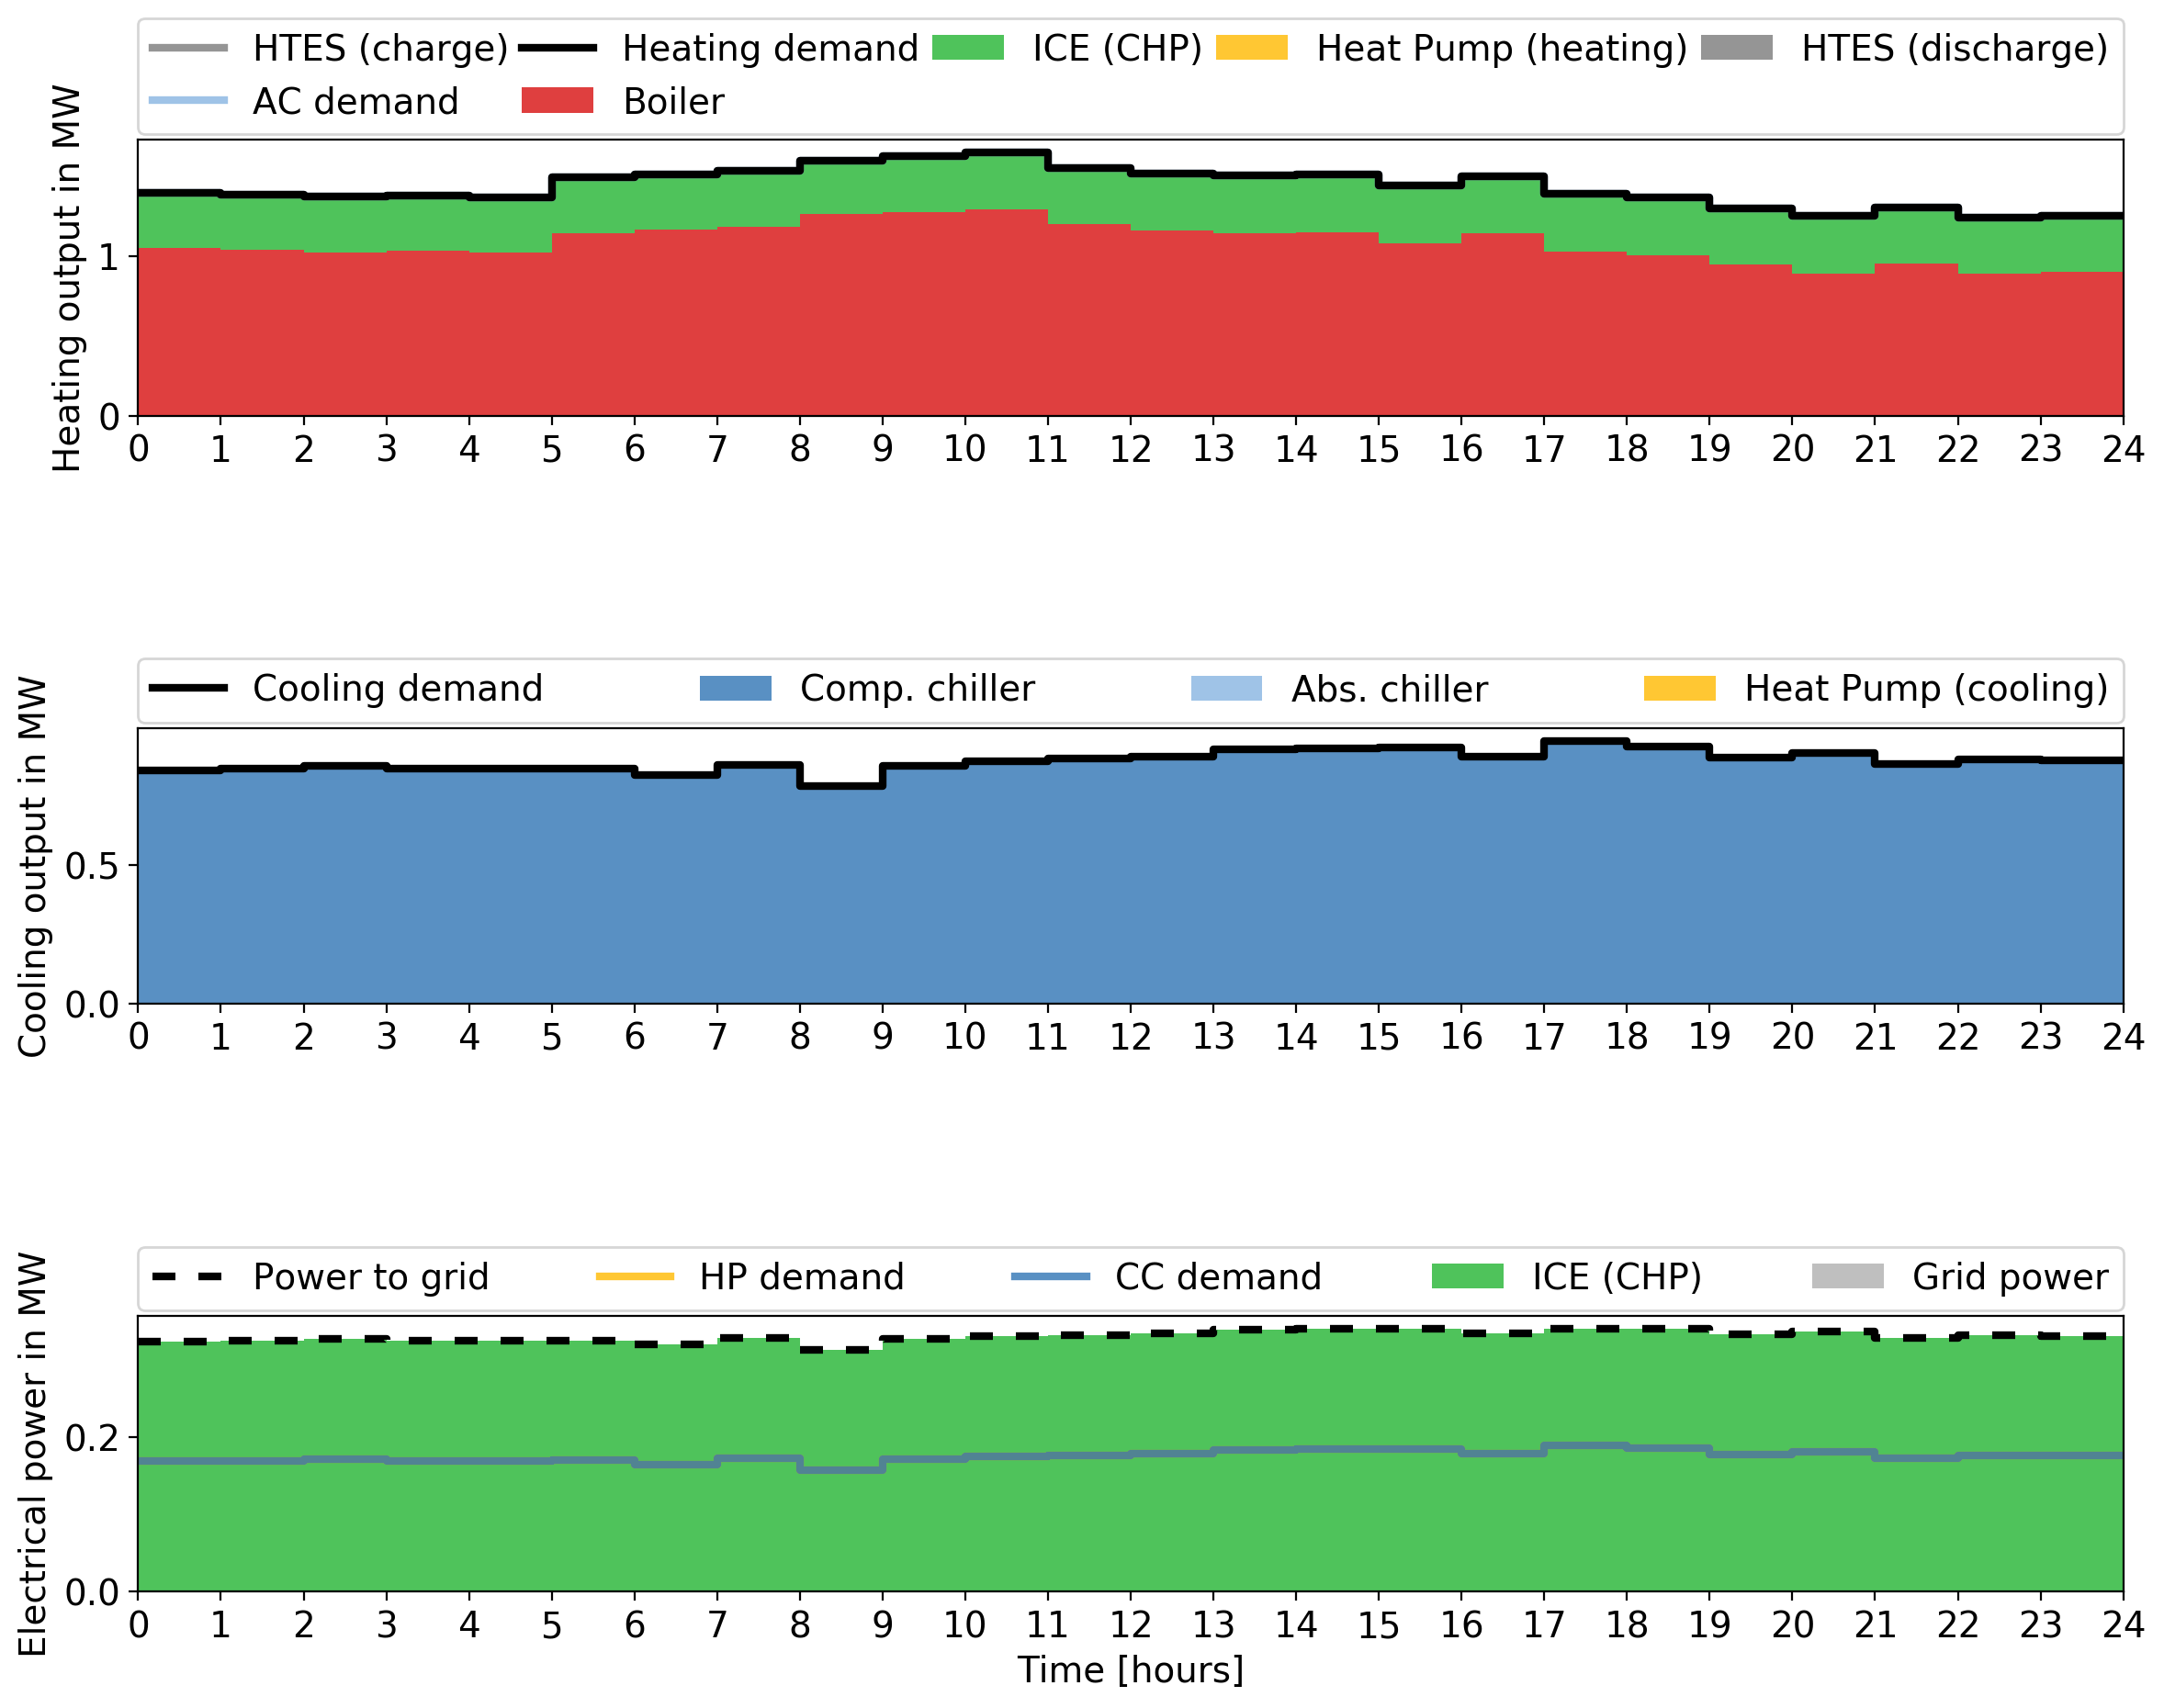 HTES (charge) Heating demand ICE (CHP) Heat Pump (heating) HTES (discharge)
AC demand Boiler
Heating output in MW
1
0
0 1 2 3 4 5 6 7 8 9 10 11 12 13 14 15 16 17 18 19 20 21 22 23 24
Cooling demand Comp. chiller Abs. chiller Heat Pump (cooling)
Cooling output in MW
0.5
0.0
0 1 2 3 4 5 6 7 8 9 10 11 12 13 14 15 16 17 18 19 20 21 22 23 24
Power to grid HP demand CC demand ICE (CHP) Grid power
Electrical power in MW
0.2
0.0
0 1 2 3 4 5 6 7 8 9 10 11 12 13 14 15 16 17 18 19 20 21 22 23 24
Time [hours]